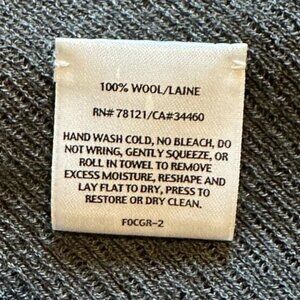 100% WOOL/LAINE
RN# 78121/CA#34460
HAND WASH COLD, NO BLEACH, DO
NOT WRING, GENTLY SQUEEZE, OR
ROLL IN TOWEL TO REMOVE
EXCESS MOISTURE, RESHAPE AND
LAY FLAT TO DRY, PRESS TO
RESTORE OR DRY CLEAN.
FOCGR-2